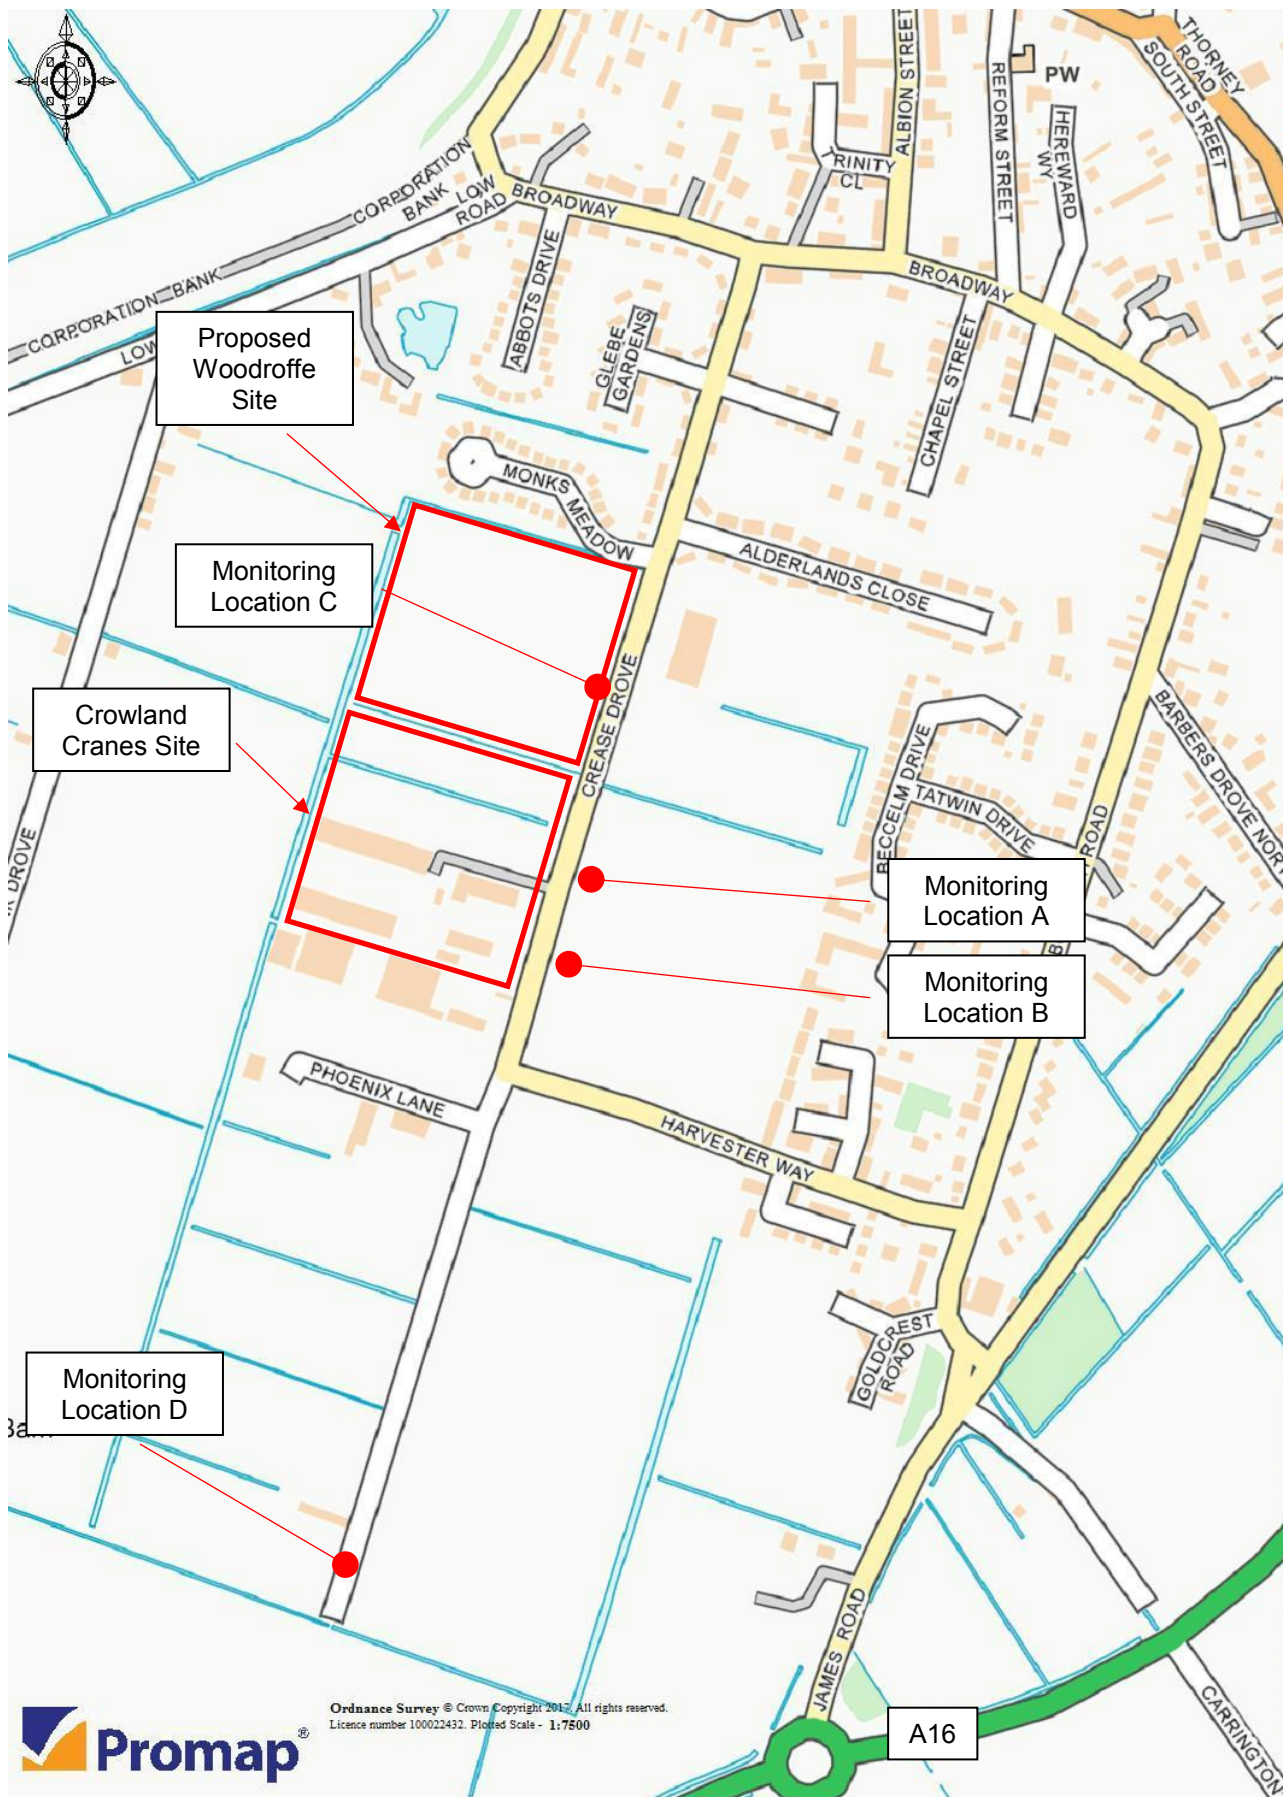 THORNEY
ROAD
SOUTH STREET
ALBION STREET
REFORM STREET
PW
HEREWARD
WY
TRINITY
CL
CORPORATION
BANK
LOW
ROAD
BROADWAY
CORPORATION BANK
LOW
ABBOTS DRIVE
BROADWAY
GLEBE
GARDENS
CHAPEL STREET
Proposed
Woodroffe
Site
MONKS MEADOW
ALDERLANDS CLOSE
Monitoring
Location C
CREASE DROVE
BARBERS DROVE NORT
Crowland
Cranes Site
BECCELM DRIVE
TATWIN DRIVE
ROAD
DROVE
Monitoring
Location A
B
Monitoring
Location B
PHOENIX LANE
HARVESTER WAY
GOLDCREST
ROAD
Monitoring
Location D
JAMES ROAD
CARRINGTON
A16
Promap®
Ordnance Survey © Crown Copyright 2017. All rights reserved.
Licence number 100022432. Plotted Scale - 1:7500